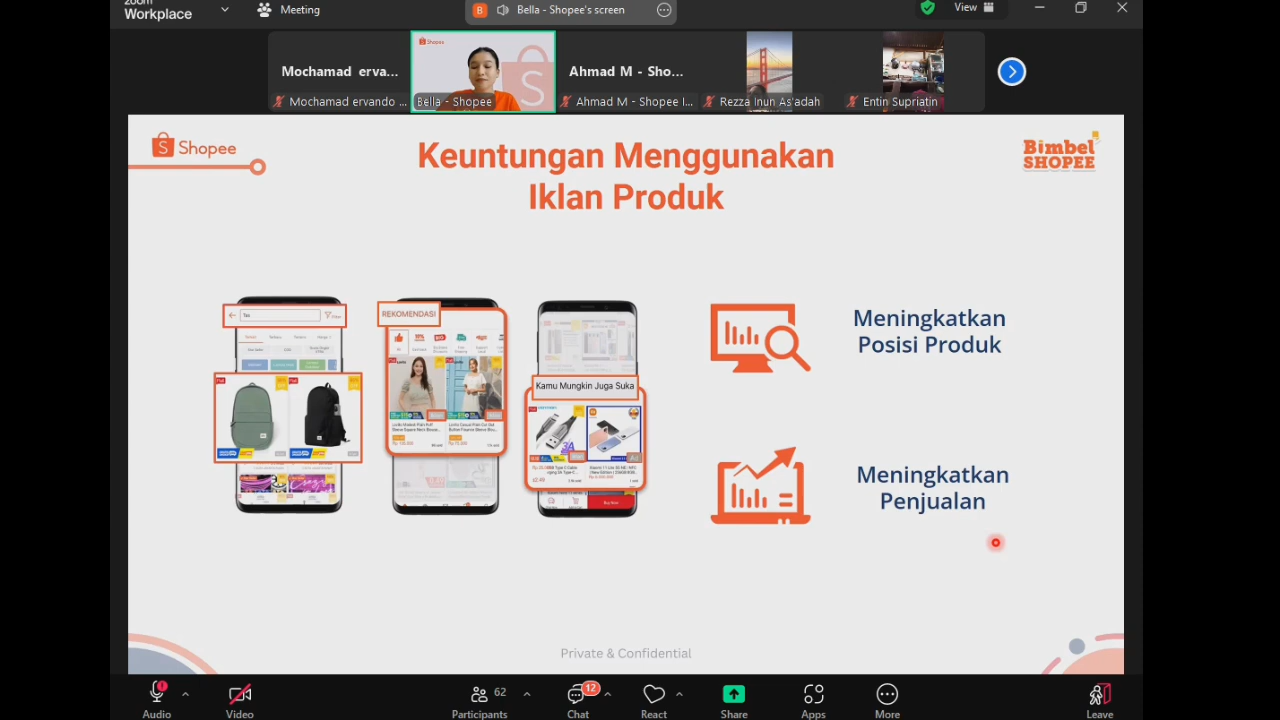 zoom
Workplace
Meeting
B
Bella - Shopee's screen
View
Mochamad erva...
Mochamad ervando ...
Shopee
Bella - Shopee
Ahmad M - Sho...
Ahmad M - Shopee I...
Rezza Inun As'adah
Entin Supriatin
Shopee
Bimbel
SHOPEE
Keuntungan Menggunakan
Iklan Produk
Tas
REKOMENDASI
Kamu Mungkin Juga Suka
Meningkatkan
Posisi Produk
Meningkatkan
Penjualan
Private & Confidential
Audio
Video
62
Participants
12
Chat
React
Share
Apps
More
Leave